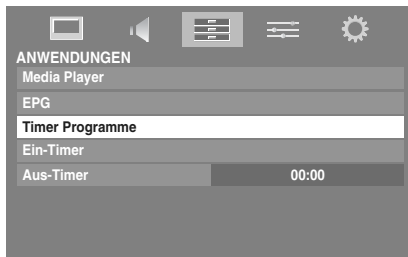 ANWENDUNGEN
Media Player
EPG
Timer Programme
Ein-Timer
Aus-Timer 00:00